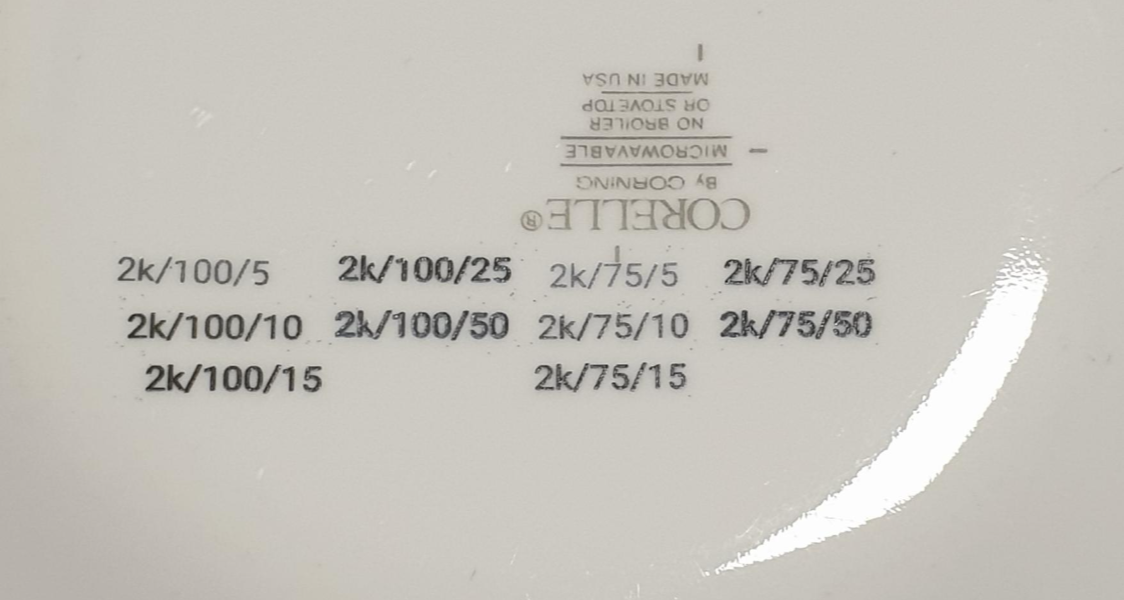 CORELLE®
By CORNING
MICROWAVABLE
NO BROILER
OR STOVETOP
MADE IN USA
2k/100/5 2k/100/25 2k/75/5 2k/75/25
2k/100/10 2k/100/50 2k/75/10 2k/75/50
2k/100/15 2k/75/15